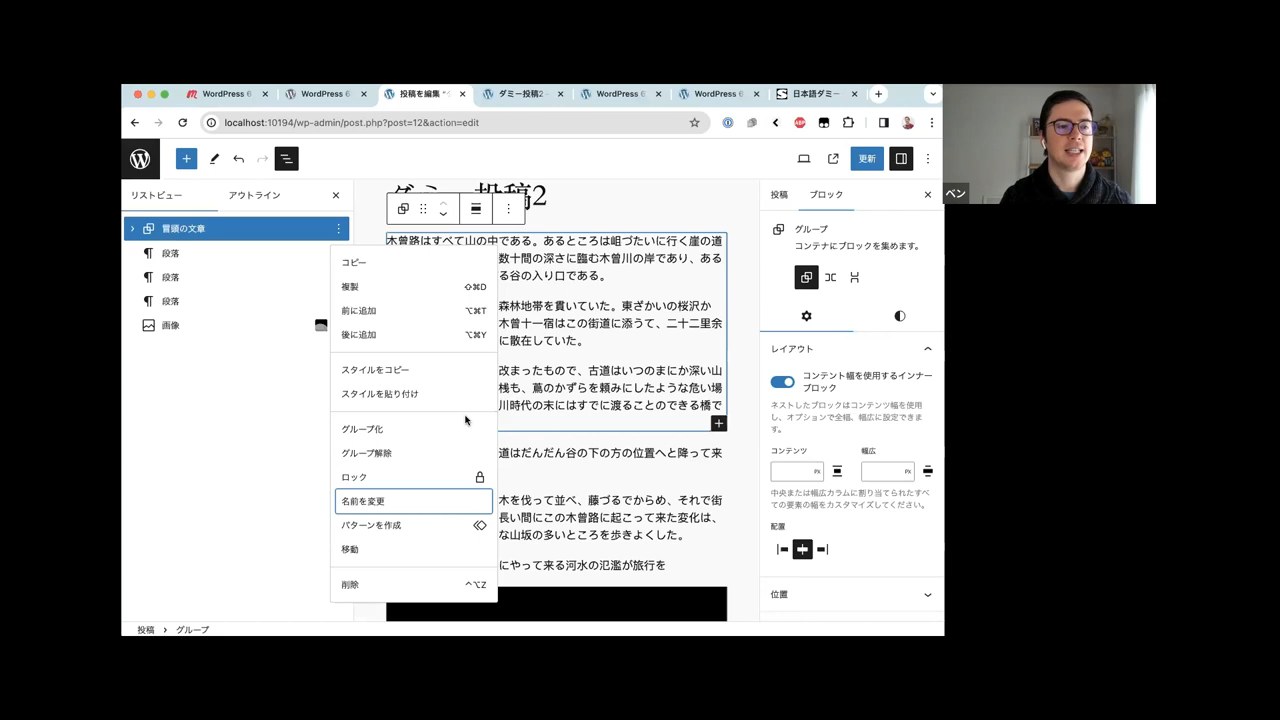 WordPress 6
WordPress 6
投稿を編集 "
ダミー投稿2
WordPress 6
WordPress 6
日本語ダミー
localhost:10194/wp-admin/post.php?post=12&action=edit
ABP
更新
リストビュー
アウトライン
ダミー投稿2
投稿
ブロック
ベン
冒頭の文章
段落
段落
段落
画像
木曾路はすべて山の中である。あるところは岨づたいに行く崖の道
数十間の深さに臨む木曾川の岸であり、ある
る谷の入り口である。
森林地帯を貫いていた。東ざかいの桜沢か
木曾十一宿はこの街道に添うて、二十二里余
に散在していた。
改まったもので、古道はいつのまにか深い山
桟も、蔦のかずらを頼みにしたような危い場
川時代の末にはすでに渡ることのできる橋で
道はだんだん谷の下の方の位置へと降って来
木を伐って並べ、藤づるでからめ、それで街
長い間にこの木曾路に起こって来た変化は、
な山坂の多いところを歩きよくした。
にやって来る河水の氾濫が旅行を
コピー
複製 ⇧⌘D
前に追加 ⌥⌘T
後に追加 ⌥⌘Y
スタイルをコピー
スタイルを貼り付け
グループ化
グループ解除
ロック
名前を変更
パターンを作成
移動
削除 ^⌥Z
グループ
コンテナにブロックを集めます。
レイアウト
コンテント幅を使用するインナー
ブロック
ネストしたブロックはコンテンツ幅を使用
し、オプションで全幅、幅広に設定できま
す。
コンテンツ 幅広
PX PX
中央または幅広カラムに割り当てられたすべ
ての要素の幅をカスタマイズしてください。
配置
位置
投稿 › グループ